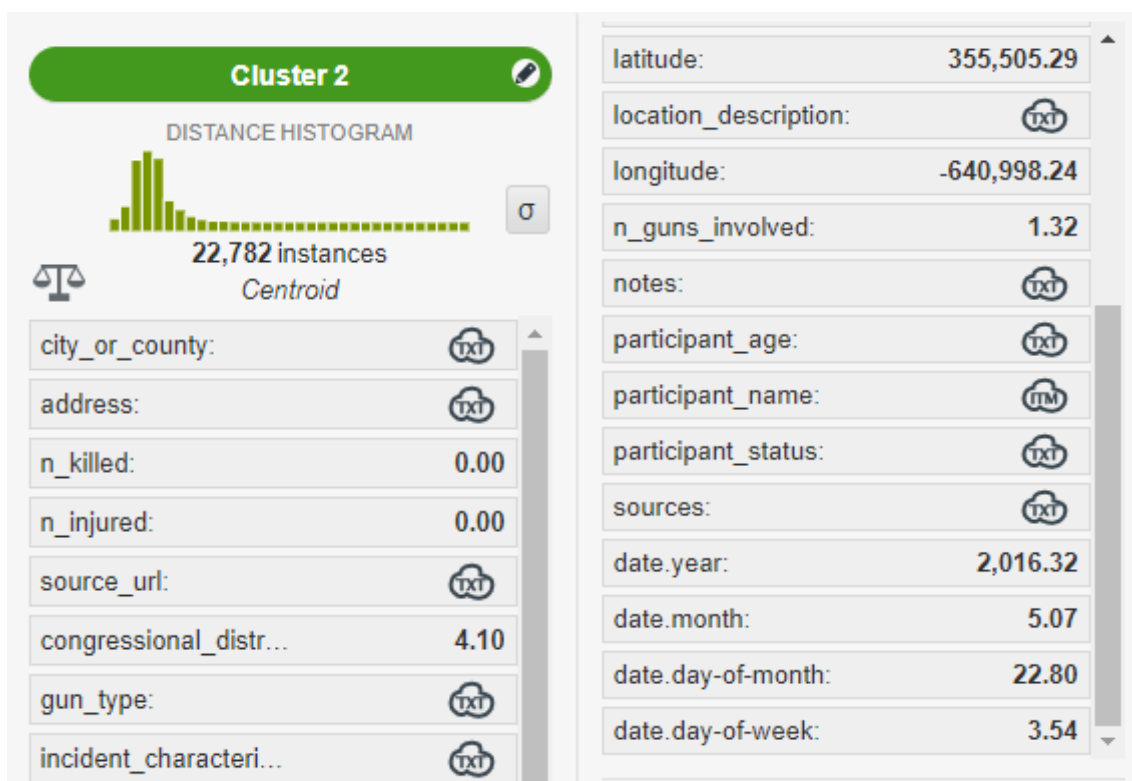 Cluster 2
DISTANCE HISTOGRAM
σ
22,782 instances
Centroid
city_or_county: TXT
address: TXT
n_killed: 0.00
n_injured: 0.00
source_url: TXT
congressional_distr... 4.10
gun_type: TXT
incident_characteri... TXT
latitude: 355,505.29
location_description: TXT
longitude: -640,998.24
n_guns_involved: 1.32
notes: TXT
participant_age: TXT
participant_name: ITM
participant_status: TXT
sources: TXT
date.year: 2,016.32
date.month: 5.07
date.day-of-month: 22.80
date.day-of-week: 3.54